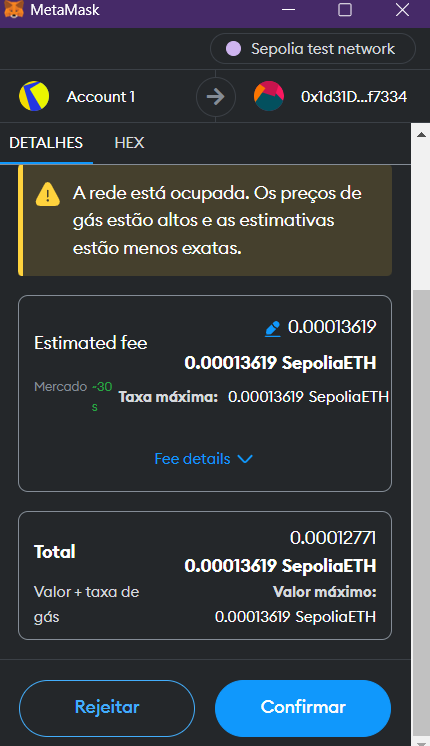 MetaMask
Sepolia test network
Account 1
0x1d31D...f7334
DETALHES
HEX
A rede está ocupada. Os preços de
gás estão altos e as estimativas
estão menos exatas.
0.00013619
Estimated fee
0.00013619 SepoliaETH
Mercado -30
s
Taxa máxima: 0.00013619 SepoliaETH
Fee details
0.00012771
Total
0.00013619 SepoliaETH
Valor + taxa de
gás
Valor máximo:
0.00013619 SepoliaETH
Rejeitar
Confirmar